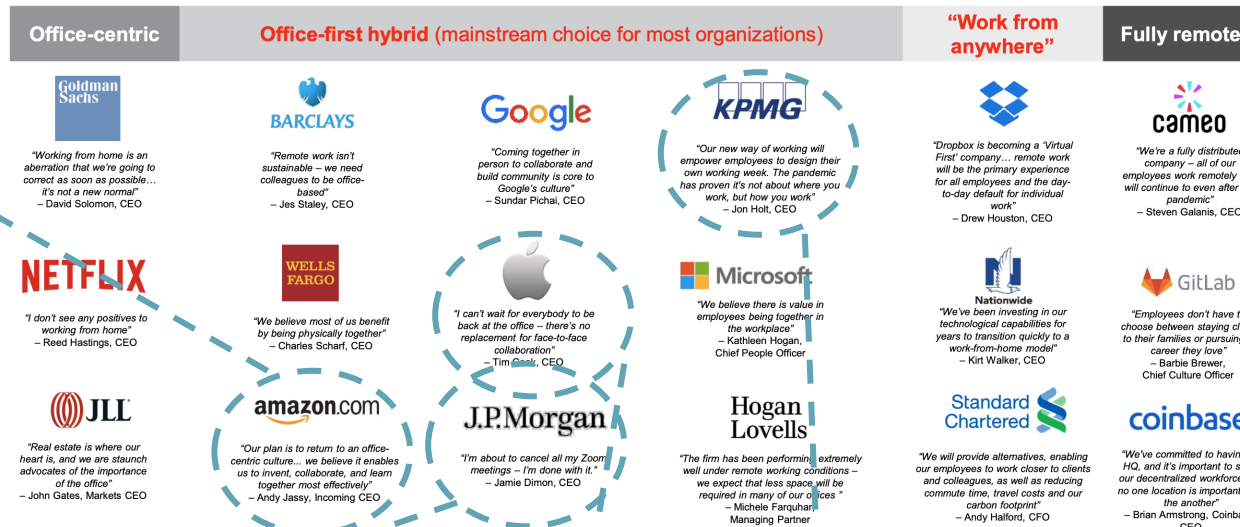 Office-centric
Office-first hybrid (mainstream choice for most organizations)
“Work from
anywhere”
Fully remote
Goldman
Sachs
“Working from home is an
aberration that we’re going to
correct as soon as possible…
it’s not a new normal”
– David Solomon, CEO
BARCLAYS
“Remote work isn’t
sustainable – we need
colleagues to be office-
based”
– Jes Staley, CEO
Google
“Coming together in
person to collaborate and
build community is core to
Google’s culture”
– Sundar Pichai, CEO
KPMG
“Our new way of working will
empower employees to design their
own working week. The pandemic
has proven it’s not about where you
work, but how you work”
– Jon Holt, CEO
“Dropbox is becoming a ‘Virtual
First’ company… remote work
will be the primary experience
for all employees and the day-
to-day default for individual
work”
– Drew Houston, CEO
cameo
“We’re a fully distributed
company – all of our
employees work remotely
will continue to even after
pandemic”
– Steven Galanis, CE
NETFLIX
“I don’t see any positives to
working from home”
– Reed Hastings, CEO
WELLS
FARGO
“We believe most of us benefit
by being physically together”
– Charles Scharf, CEO
“I can’t wait for everybody to be
back at the office – there’s no
replacement for face-to-face
collaboration”
– Tim Cook, CEO
Microsoft
“We believe there is value in
employees being together in
the workplace”
– Kathleen Hogan,
Chief People Officer
Nationwide
“We’ve been investing in our
technological capabilities for
years to transition quickly to a
work-from-home model”
– Kirt Walker, CEO
GitLab
“Employees don’t have t
choose between staying cl
to their families or pursuin
career they love”
– Barbie Brewer,
Chief Culture Officer
JLL
“Real estate is where our
heart is, and we are staunch
advocates of the importance
of the office”
– John Gates, Markets CEO
amazon.com
“Our plan is to return to an office-
centric culture... we believe it enables
us to invent, collaborate, and learn
together most effectively”
– Andy Jassy, Incoming CEO
J.P.Morgan
“I’m about to cancel all my Zoom
meetings – I’m done with it.”
– Jamie Dimon, CEO
Hogan
Lovells
“The firm has been performing extremely
well under remote working conditions –
we expect that less space will be
required in many of our offices ”
– Michele Farquhar,
Managing Partner
Standard
Chartered
“We will provide alternatives, enabling
our employees to work closer to clients
and colleagues, as well as reducing
commute time, travel costs and our
carbon footprint”
– Andy Halford, CFO
coinbase
“We’ve committed to havin
HQ, and it’s important to s
our decentralized workforce
no one location is important
the another”
– Brian Armstrong, Coinba
CEO